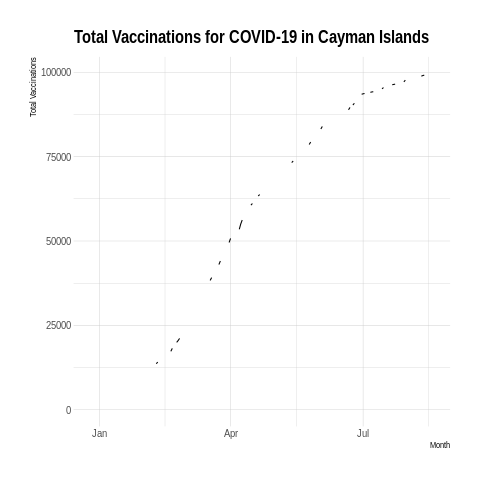 Total Vaccinations for COVID-19 in Cayman Islands
Total Vaccinations
100000
75000
50000
25000
0
Jan
Apr
Jul
Month